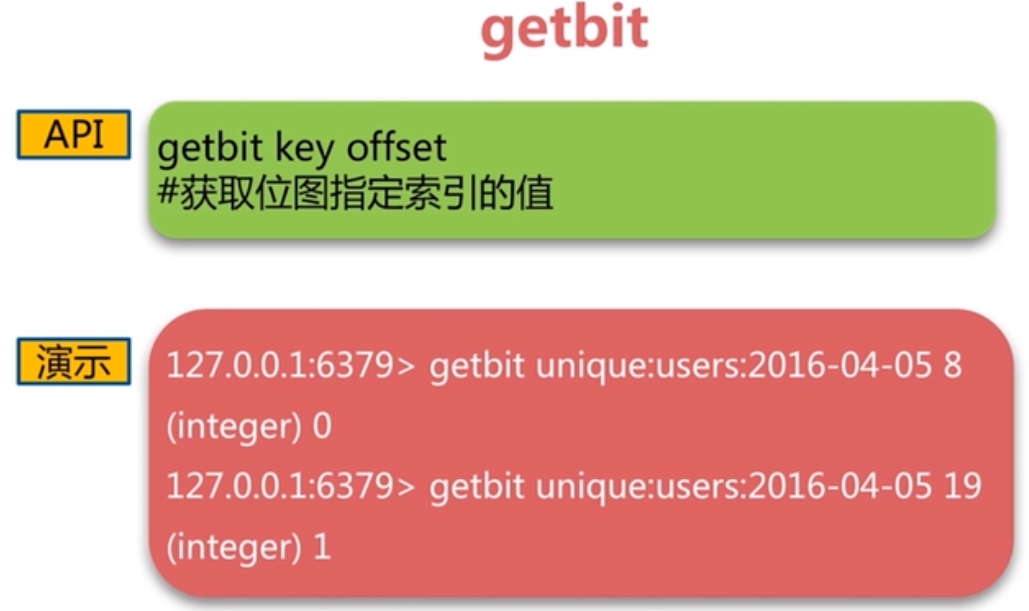 getbit
API
getbit key offset
#获取位图指定索引的值
演示
127.0.0.1:6379> getbit unique:users:2016-04-05 8
(integer) 0
127.0.0.1:6379> getbit unique:users:2016-04-05 19
(integer) 1